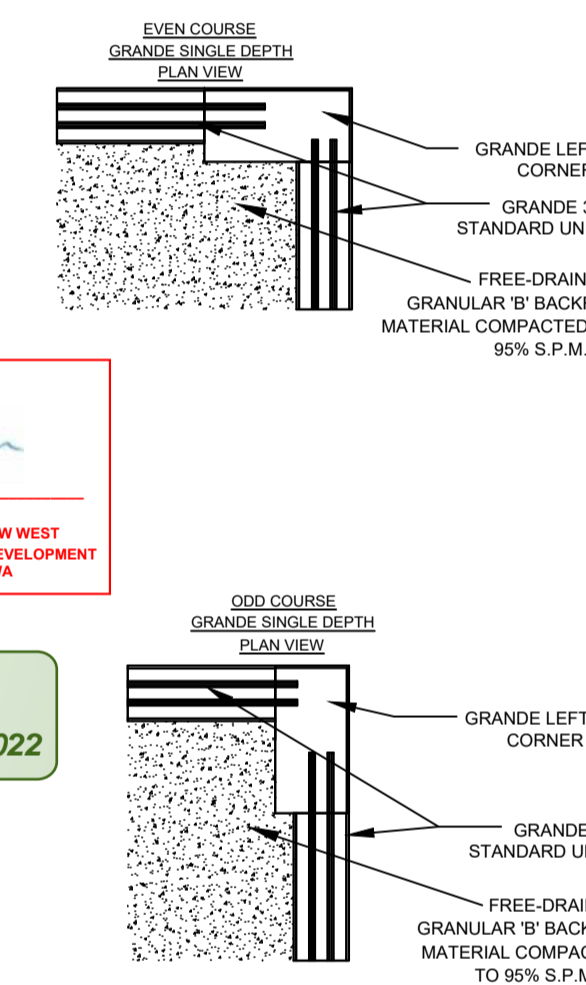 EVEN COURSE
GRANDE SINGLE DEPTH
PLAN VIEW
GRANDE LEF
CORNER
GRANDE 3
STANDARD UN
FREE-DRAIN
GRANULAR 'B' BACKF
MATERIAL COMPACTED
95% S.P.M.
W WEST
EVELOPMENT
VA
022
ODD COURSE
GRANDE SINGLE DEPTH
PLAN VIEW
GRANDE LEFT
CORNER
GRANDE
STANDARD U
FREE-DRAI
GRANULAR 'B' BACK
MATERIAL COMPAC
TO 95% S.P.M